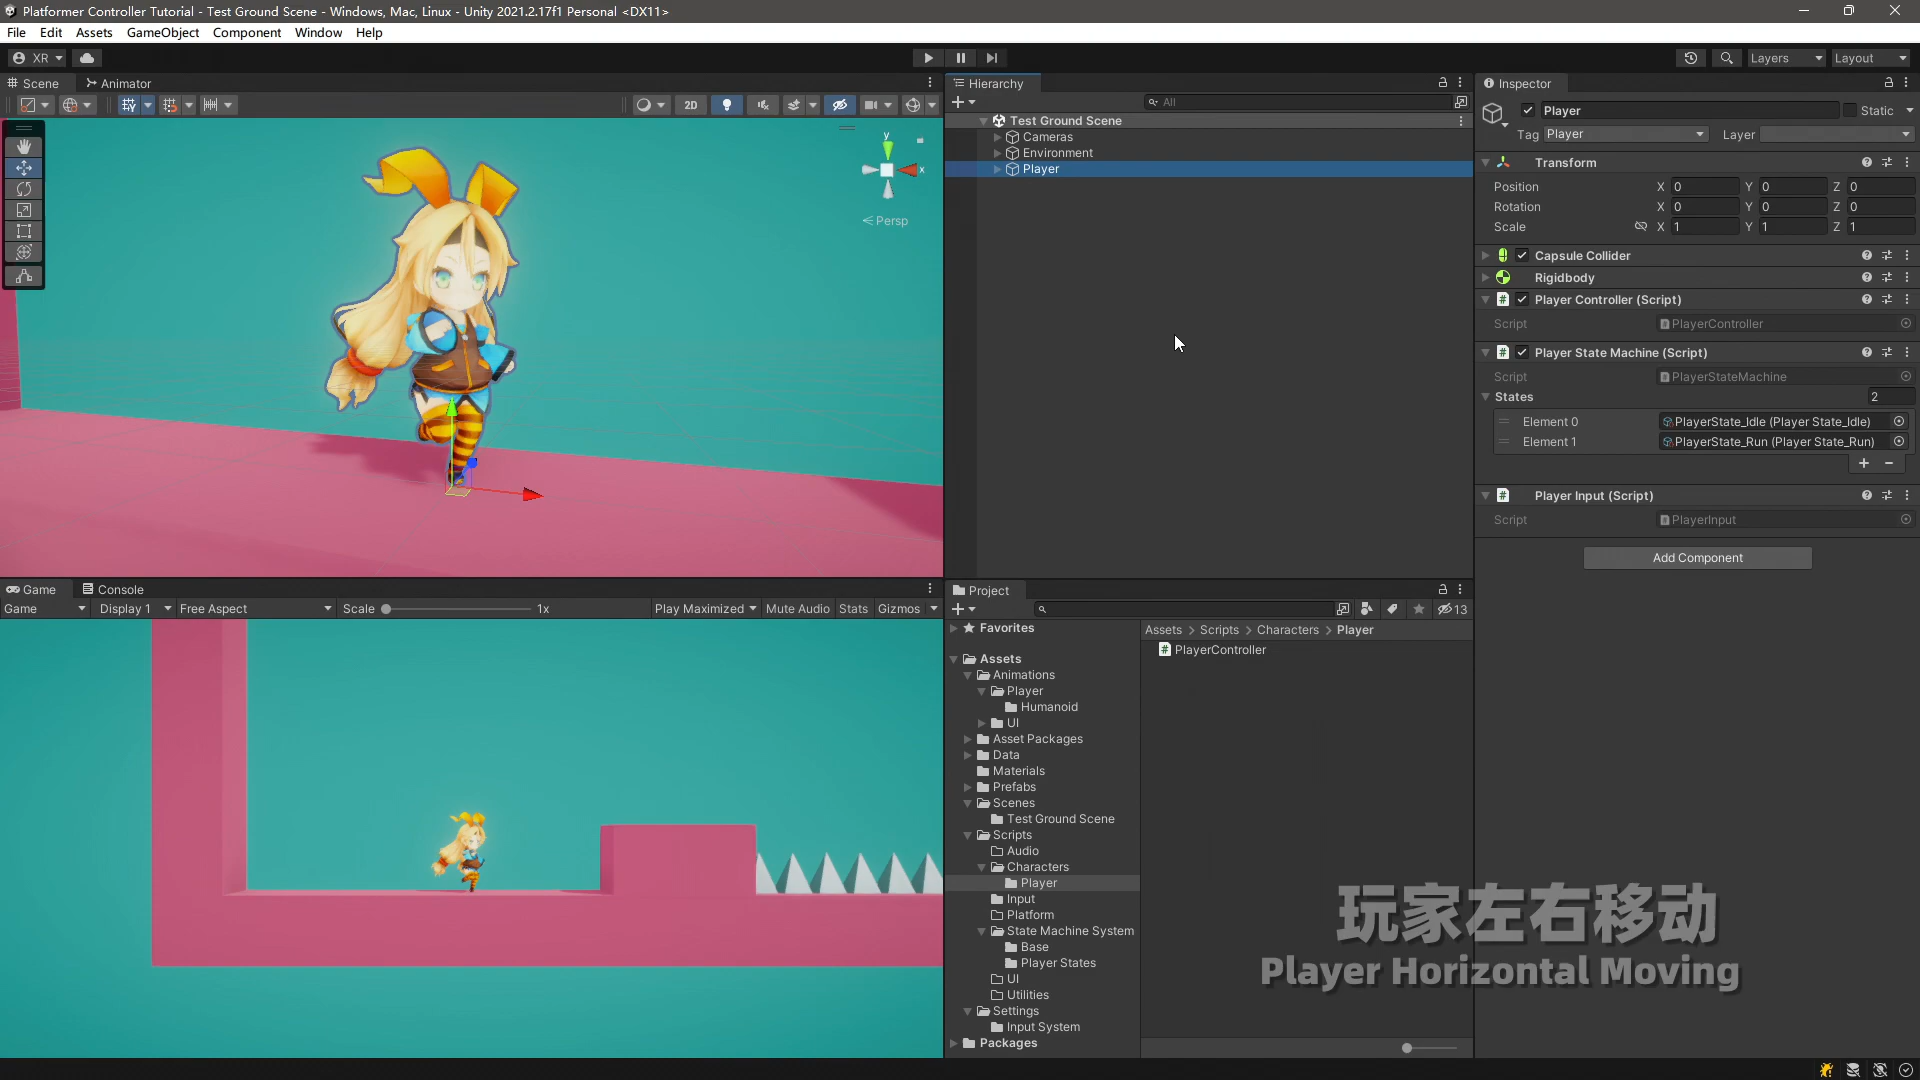 Platformer Controller Tutorial - Test Ground Scene - Windows, Mac, Linux - Unity 2021.2.17f1 Personal <DX11>
File Edit Assets GameObject Component Window Help
XR Layers Layout
Scene Animator
2D
y
x
Persp
Hierarchy
All
Test Ground Scene
Cameras
Environment
Player
Inspector
Player Static
Tag Player Layer
Transform
Position X 0 Y 0 Z 0
Rotation X 0 Y 0 Z 0
Scale X 1 Y 1 Z 1
Capsule Collider
Rigidbody
Player Controller (Script)
Script PlayerController
Player State Machine (Script)
Script PlayerStateMachine
States 2
Element 0 PlayerState_Idle (Player State_Idle)
Element 1 PlayerState_Run (Player State_Run)
Player Input (Script)
Script PlayerInput
Add Component
Game Console
Game Display 1 Free Aspect Scale 1x Play Maximized Mute Audio Stats Gizmos
Project
13
Favorites
Assets
Animations
Player
Humanoid
UI
Asset Packages
Data
Materials
Prefabs
Scenes
Test Ground Scene
Scripts
Audio
Characters
Player
Input
Platform
State Machine System
Base
Player States
UI
Utilities
Settings
Input System
Packages
Assets > Scripts > Characters > Player
PlayerController
玩家左右移动
Player Horizontal Moving